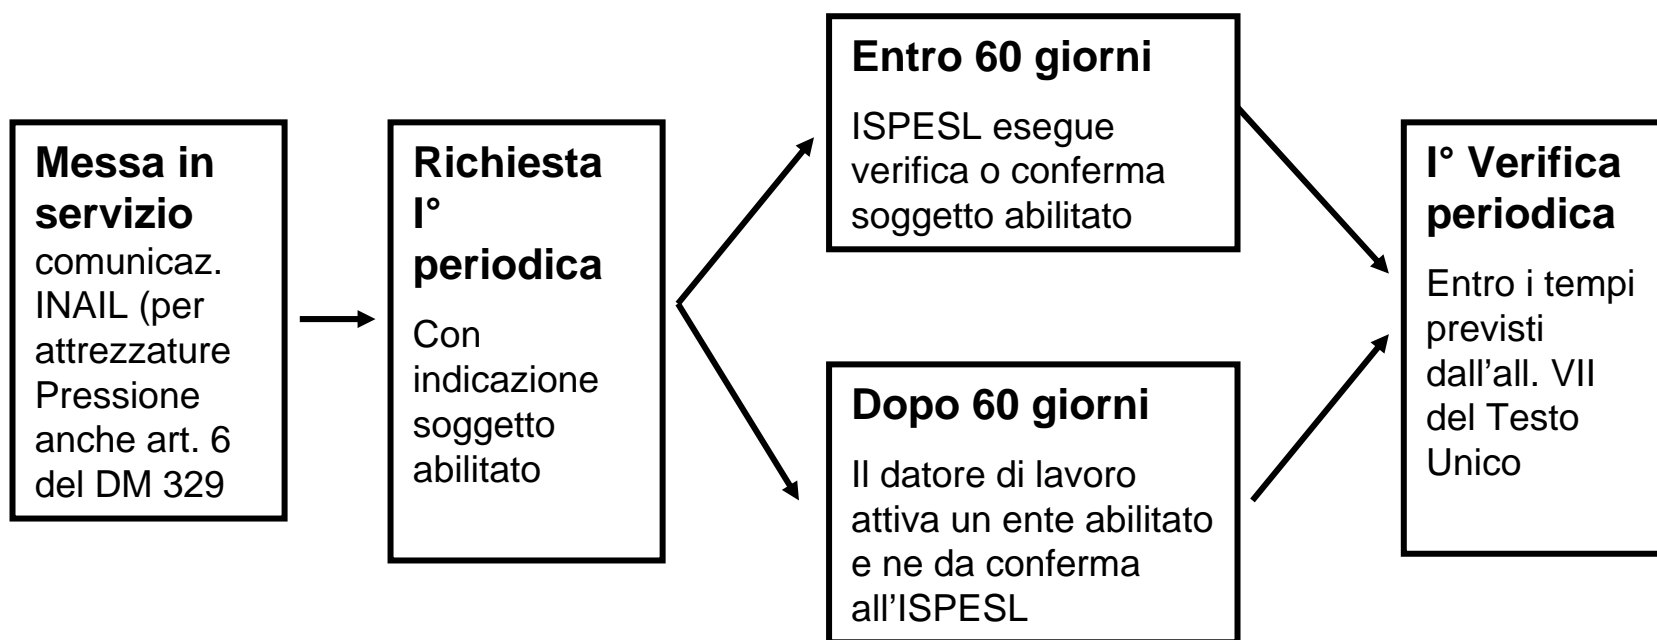 Messa in
servizio
comunicaz.
INAIL (per
attrezzature
Pressione
anche art. 6
del DM 329
Richiesta
I°
periodica
Con
indicazione
soggetto
abilitato
Entro 60 giorni
ISPESL esegue
verifica o conferma
soggetto abilitato
Dopo 60 giorni
Il datore di lavoro
attiva un ente abilitato
e ne da conferma
all’ISPESL
I° Verifica
periodica
Entro i tempi
previsti
dall’all. VII
del Testo
Unico